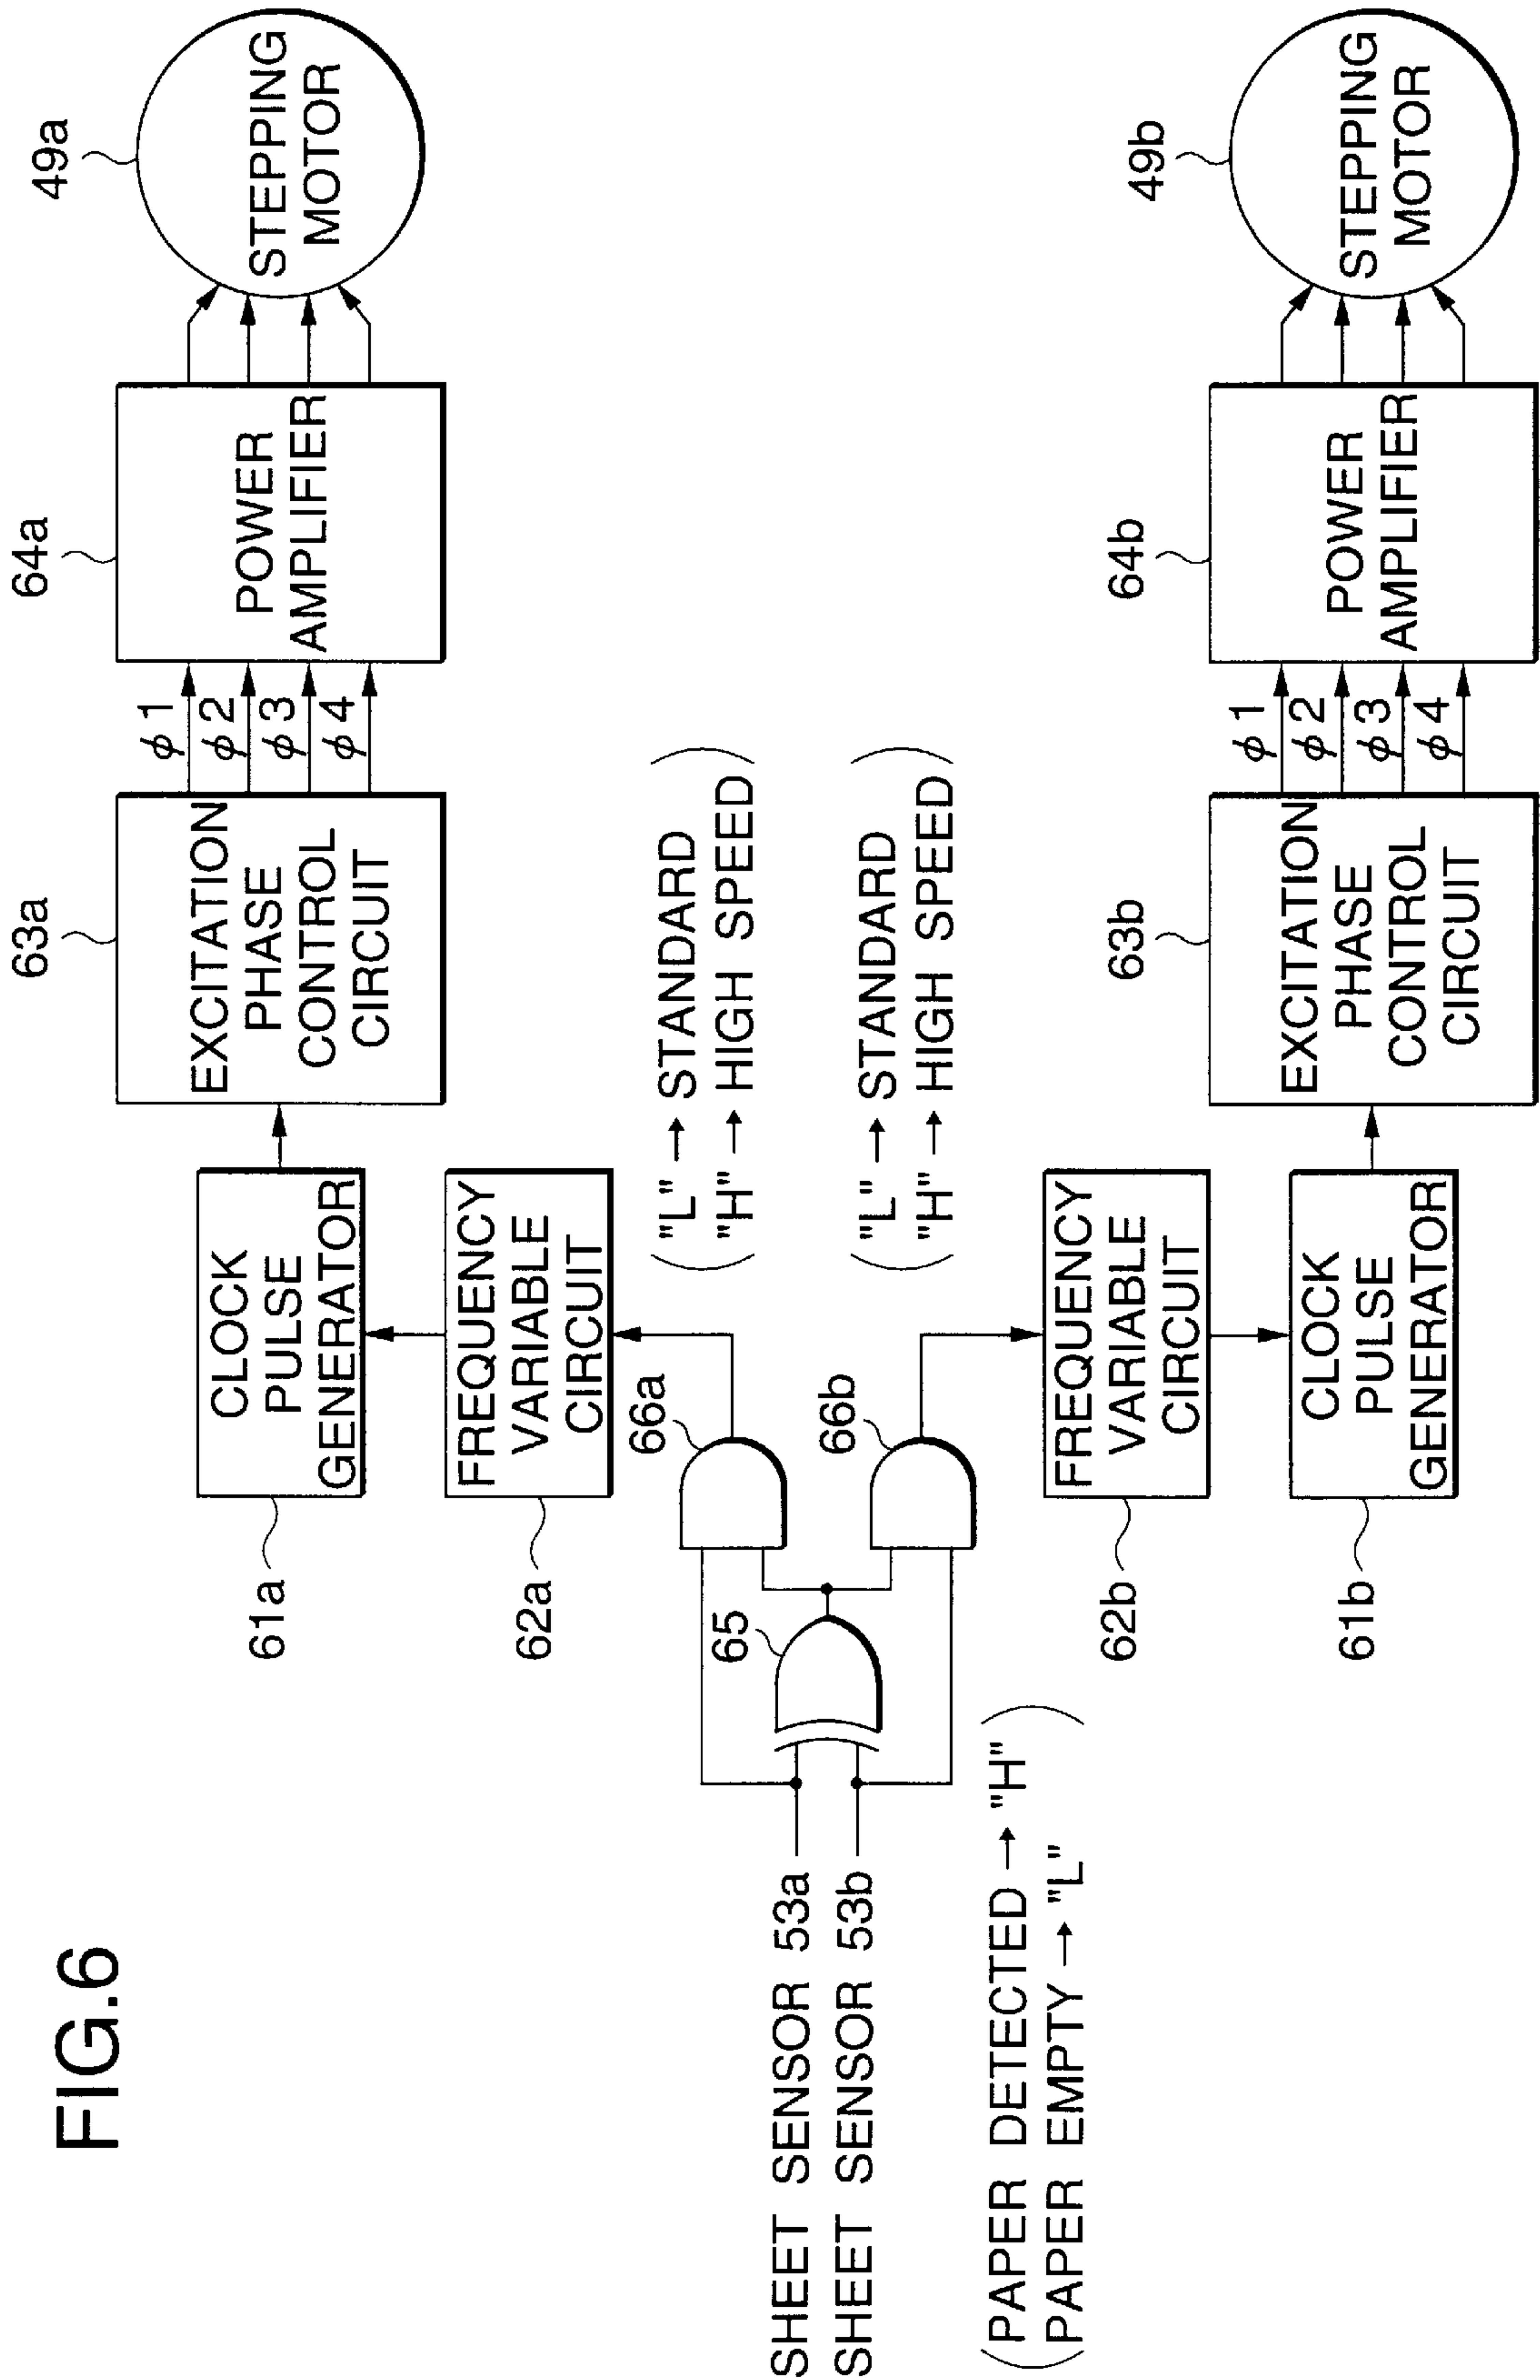 FIG.6
49a
STEPPING
MOTOR
64a
POWER
AMPLIFIER
ϕ1
ϕ2
ϕ3
ϕ4
63a
EXCITATION
PHASE
CONTROL
CIRCUIT
CLOCK
PULSE
GENERATOR
61a
FREQUENCY
VARIABLE
CIRCUIT
62a
("L" → STANDARD
"H" → HIGH SPEED)
66a
65
SHEET SENSOR 53a
SHEET SENSOR 53b
(PAPER DETECTED → "H"
PAPER EMPTY → "L")
66b
("L" → STANDARD
"H" → HIGH SPEED)
FREQUENCY
VARIABLE
CIRCUIT
62b
CLOCK
PULSE
GENERATOR
61b
63b
EXCITATION
PHASE
CONTROL
CIRCUIT
ϕ1
ϕ2
ϕ3
ϕ4
64b
POWER
AMPLIFIER
49b
STEPPING
MOTOR